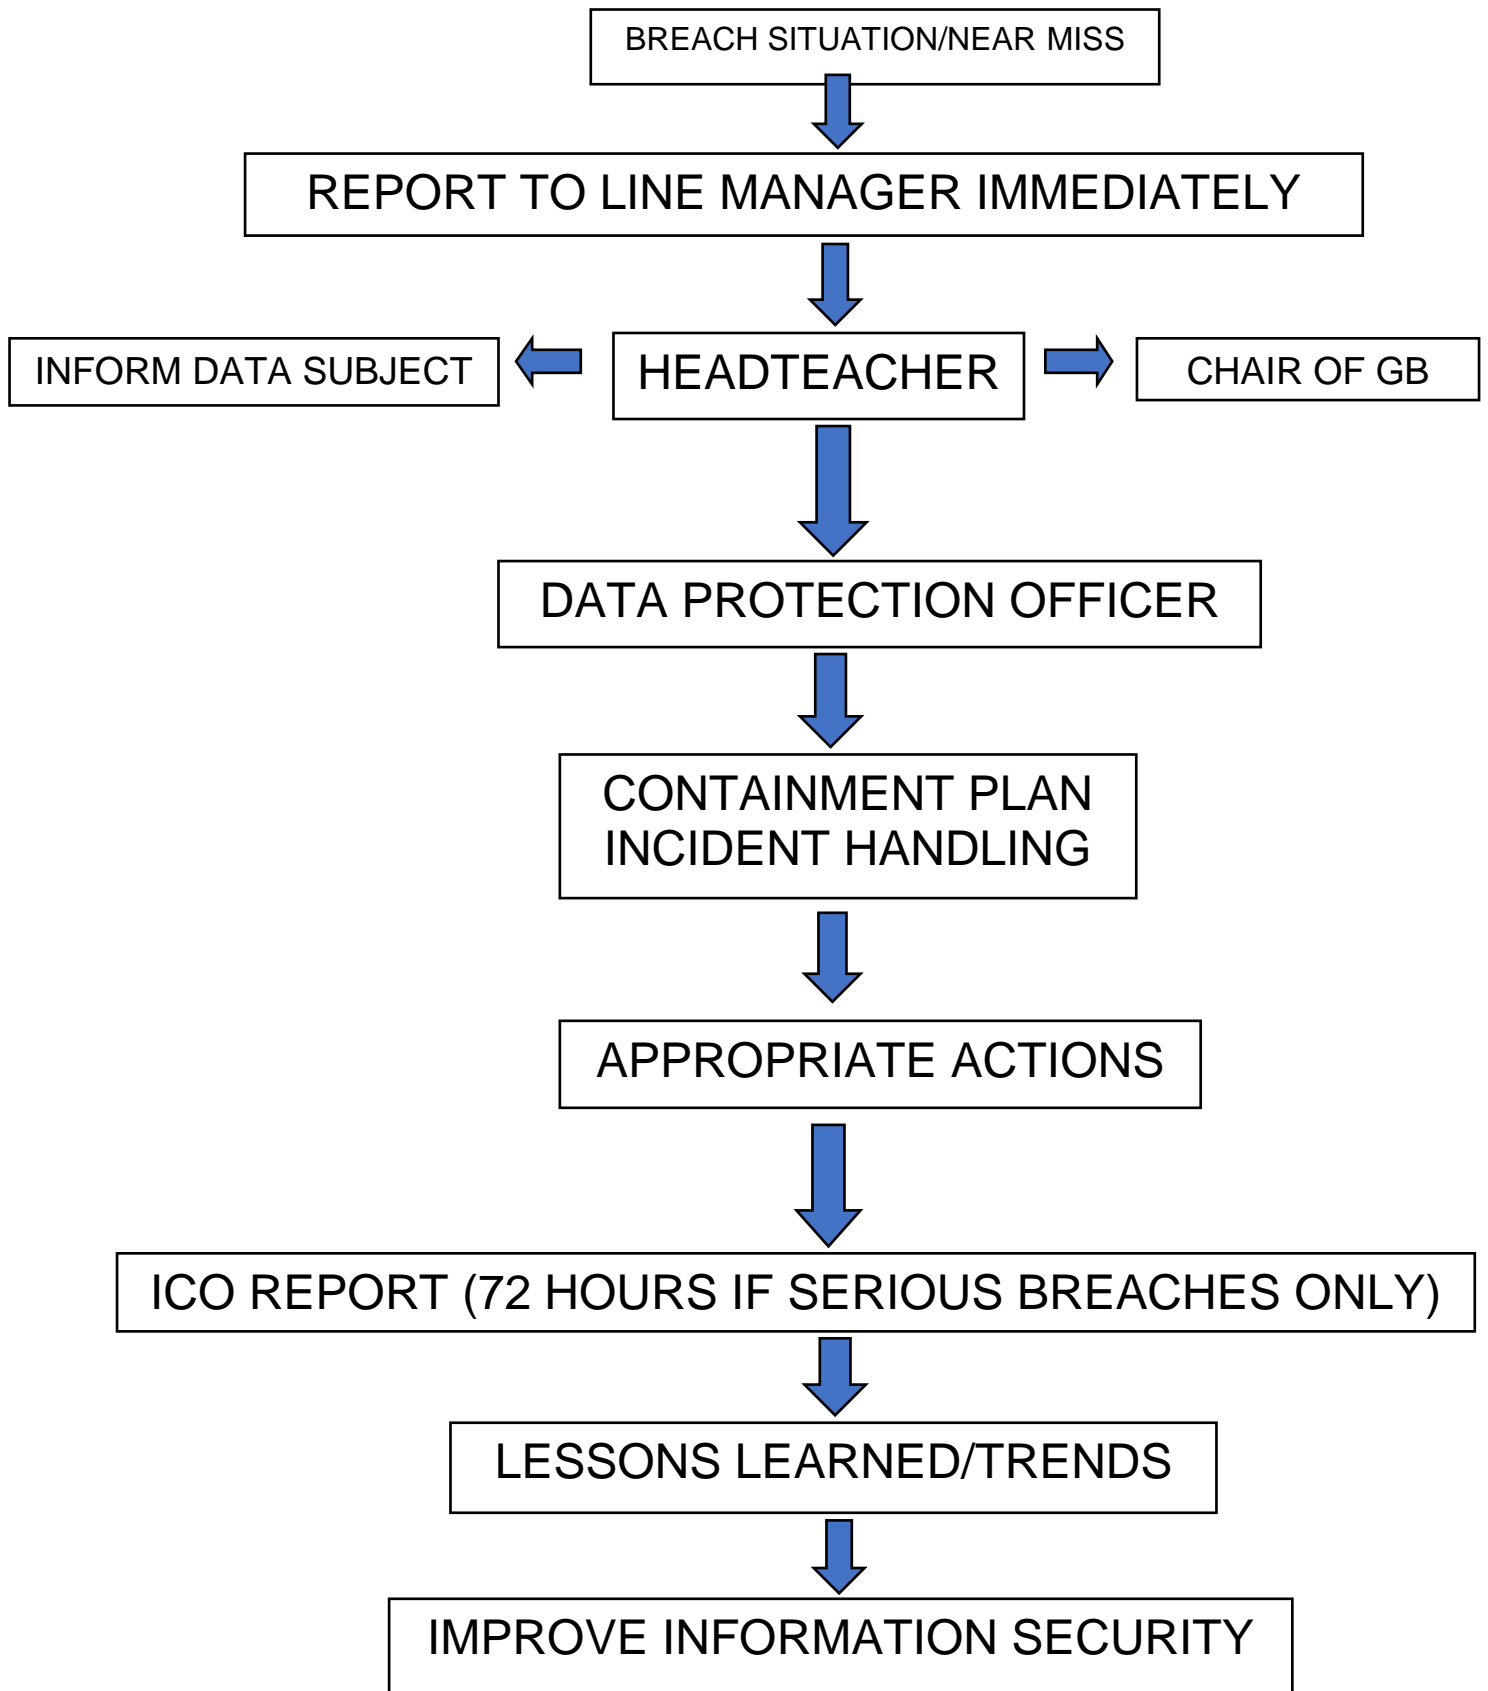 BREACH SITUATION/NEAR MISS
REPORT TO LINE MANAGER IMMEDIATELY
INFORM DATA SUBJECT
HEADTEACHER
CHAIR OF GB
DATA PROTECTION OFFICER
CONTAINMENT PLAN
INCIDENT HANDLING
APPROPRIATE ACTIONS
ICO REPORT (72 HOURS IF SERIOUS BREACHES ONLY)
LESSONS LEARNED/TRENDS
IMPROVE INFORMATION SECURITY